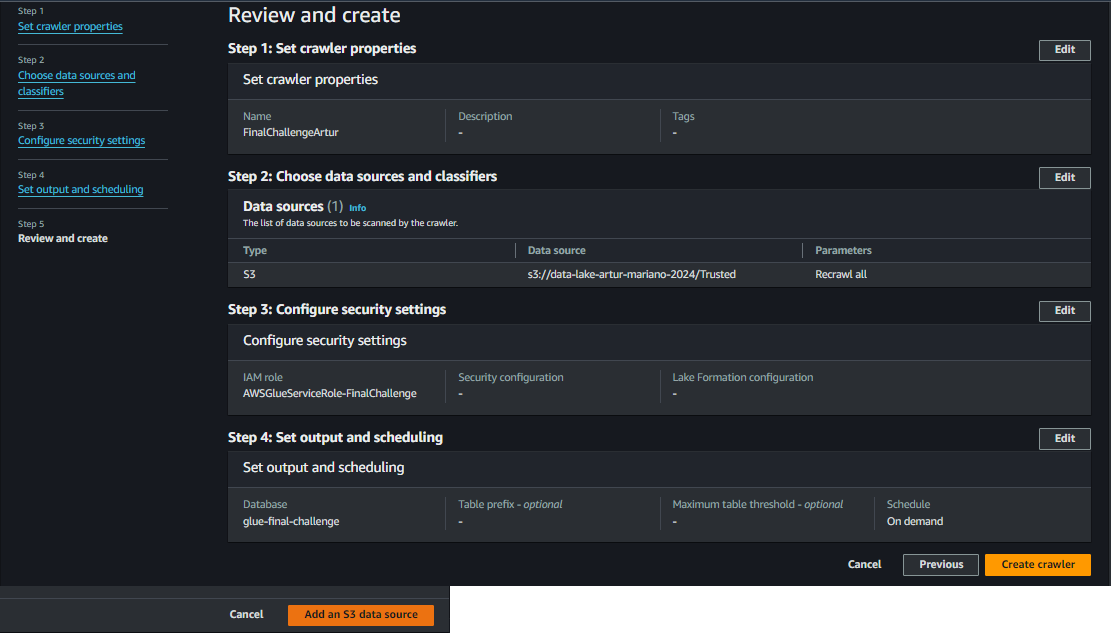 Step 1
Set crawler properties
Step 2
Choose data sources and
classifiers
Step 3
Configure security settings
Step 4
Set output and scheduling
Step 5
Review and create
Review and create
Step 1: Set crawler properties
Edit
Set crawler properties
Name Description Tags
FinalChallengeArtur - -
Step 2: Choose data sources and classifiers
Edit
Data sources (1) Info
The list of data sources to be scanned by the crawler.
Type Data source Parameters
S3 s3://data-lake-artur-mariano-2024/Trusted Recrawl all
Step 3: Configure security settings
Edit
Configure security settings
IAM role Security configuration Lake Formation configuration
AWSGlueServiceRole-FinalChallenge - -
Step 4: Set output and scheduling
Edit
Set output and scheduling
Database Table prefix - optional Maximum table threshold - optional Schedule
glue-final-challenge - - On demand
Cancel Previous Create crawler
Cancel Add an S3 data source